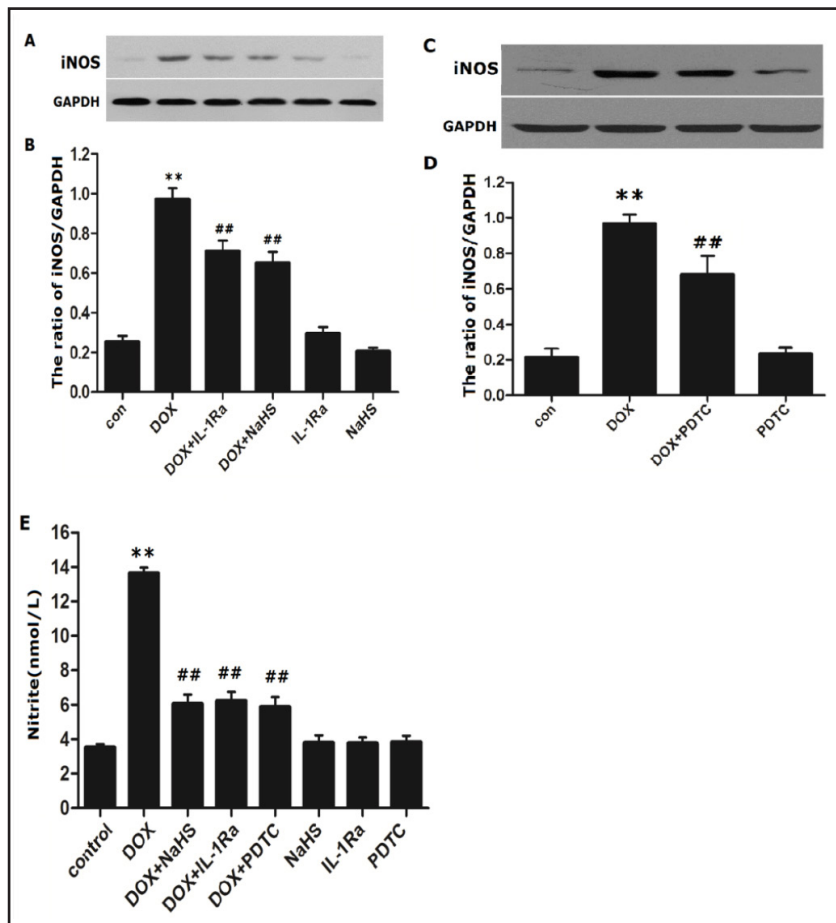 A
iNOS
GAPDH
B
The ratio of iNOS/GAPDH
1.2
1.0
0.8
0.6
0.4
0.2
0.0
**
##
##
con
DOX
DOX+IL-1Ra
DOX+NaHS
IL-1Ra
NaHS
C
iNOS
GAPDH
D
The ratio of iNOS/GAPDH
1.2
1.0
0.8
0.6
0.4
0.2
0.0
**
##
con
DOX
DOX+PDTC
PDTC
E
Nitrite(nmol/L)
16
14
12
10
8
6
4
2
0
**
##
##
##
control
DOX
DOX+NaHS
DOX+IL-1Ra
DOX+PDTC
NaHS
IL-1Ra
PDTC